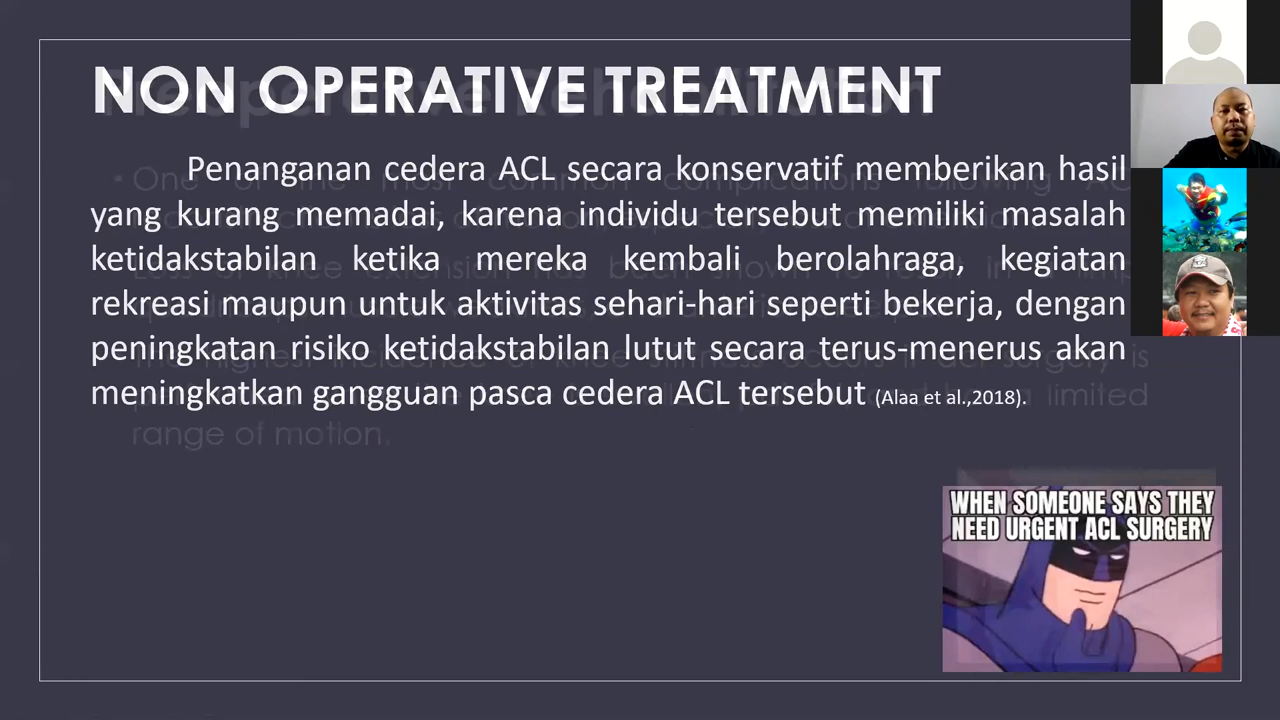 NON OPERATIVE TREATMENT
Penanganan cedera ACL secara konservatif memberikan hasil
yang kurang memadai, karena individu tersebut memiliki masalah
ketidakstabilan ketika mereka kembali berolahraga, kegiatan
rekreasi maupun untuk aktivitas sehari-hari seperti bekerja, dengan
peningkatan risiko ketidakstabilan lutut secara terus-menerus akan
meningkatkan gangguan pasca cedera ACL tersebut (Alaa et al.,2018).
range of motion.
WHEN SOMEONE SAYS THEY
NEED URGENT ACL SURGERY